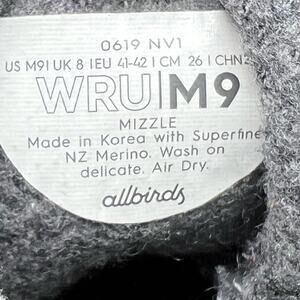 0619 NV1
US M9 | UK 8 | EU 41-42 | CM 26 | CHN
WRU|M9
MIZZLE
Made in Korea with Superfine
NZ Merino. Wash on
delicate. Air Dry.
allbirds